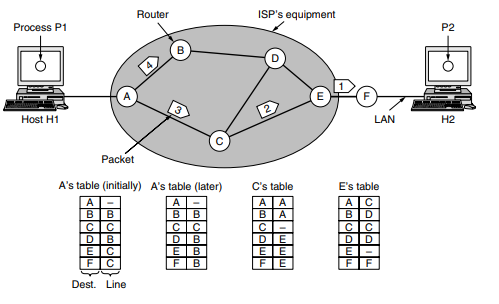 Router
ISP's equipment
Process P1
P2
B
D
4
A
3
2
E
1
F
C
LAN
Host H1
H2
Packet
A's table (initially) A's table (later) C's table E's table
A – A – A A A C
B B B B B A B D
C C C C C – C C
D B D B D E D D
E C E B E E E –
F C F B F E F F
Dest. Line